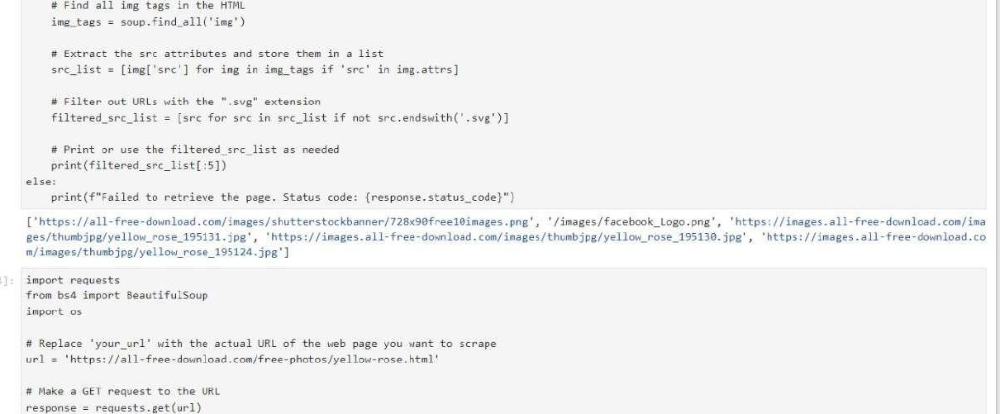 # Find all img tags in the HTML
img_tags = soup.find_all('img')
# Extract the src attributes and store them in a list
src_list = [img['src'] for img in img_tags if 'src' in img.attrs]
# Filter out URLs with the ".svg" extension
filtered_src_list = [src for src in src_list if not src.endswith('.svg')]
# Print or use the filtered_src_list as needed
print(filtered_src_list[:5])
else:
print(f"Failed to retrieve the page. Status code: {response.status_code}")
['https://all-free-download.com/images/shutterstockbanner/728x90free10images.png', '/images/facebook_Logo.png', 'https://images.all-free-download.com/ima
ges/thumbjpg/yellow_rose_195131.jpg', 'https://images.all-free-download.com/images/thumbjpg/yellow_rose_195130.jpg', 'https://images.all-free-download.co
m/images/thumbjpg/yellow_rose_195124.jpg']
]: import requests
from bs4 import BeautifulSoup
import os
# Replace 'your_url' with the actual URL of the web page you want to scrape
url = 'https://all-free-download.com/free-photos/yellow-rose.html'
# Make a GET request to the URL
response = requests.get(url)